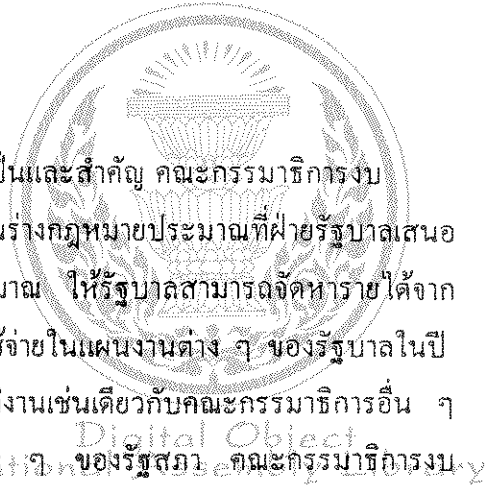 ป็นและสำคัญ คณะกรรมาธิการงบ
นร่างกฎหมายประมาณที่ฝ่ายรัฐบาลเสนอ
มาณ ให้รัฐบาลสามารถจัดหารายได้จาก
ช้จ่ายในแผนงานต่าง ๆ ของรัฐบาลในปี
งานเช่นเดียวกับคณะกรรมาธิการอื่น ๆ
Digital Object
ๆ ของรัฐสภา คณะกรรมาธิการงบ
Assembly Library